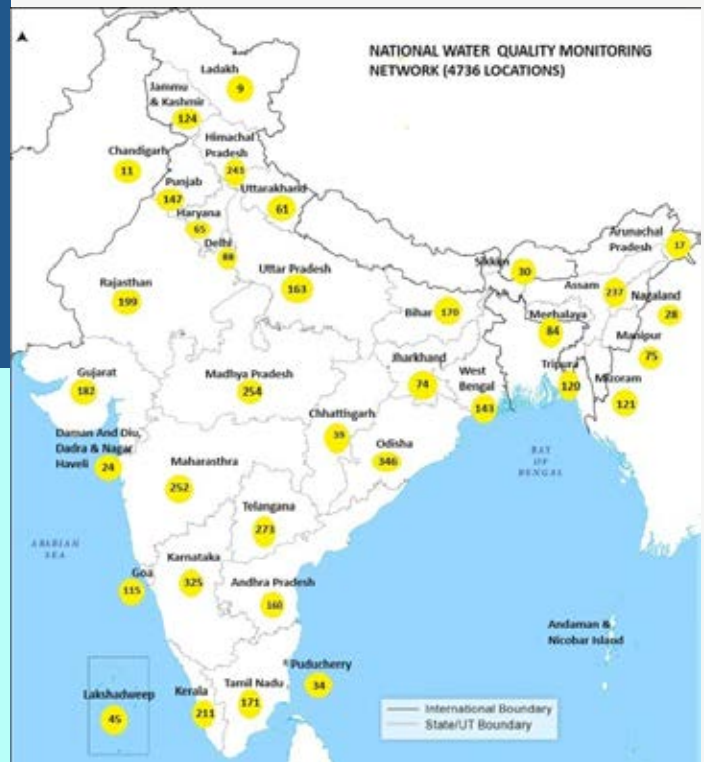 NATIONAL WATER QUALITY MONITORING
NETWORK (4736 LOCATIONS)
Ladakh
9
Jammu
& Kashmir
124
Himachal
Pradesh
Chandigarh
11
Punjab
147
Uttarakhand
61
Haryana
65
Delhi
Arunachal
Pradesh
17
Sikkim
30
Assam
237
Nagaland
28
Rajasthan
199
Uttar Pradesh
163
Bihar
170
Meghalaya
84
Manipur
75
Gujarat
182
Madhya Pradesh
254
Jharkhand
74
West
Bengal
143
Tripura
120
Mizoram
121
Chhattisgarh
39
Odisha
346
Daman And Diu,
Dadra & Nagar
Haveli
24
Maharasthra
252
BAY
OF
BENGAL
Telangana
273
ARABIAN
SEA
Karnataka
325
Goa
115
Andhra Pradesh
Andaman &
Nicobar Island
Puducherry
34
Lakshadweep
45
Kerala
211
Tamil Nadu
171
International Boundary
State/UT Boundary